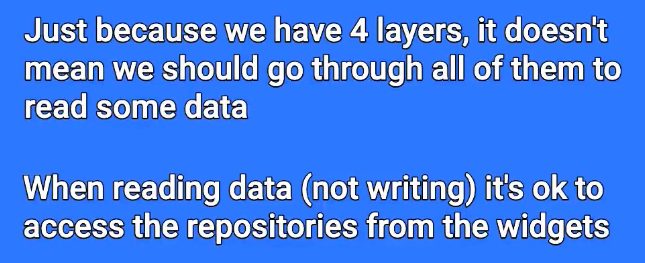 Just because we have 4 layers, it doesn't
mean we should go through all of them to
read some data
When reading data (not writing) it's ok to
access the repositories from the widgets